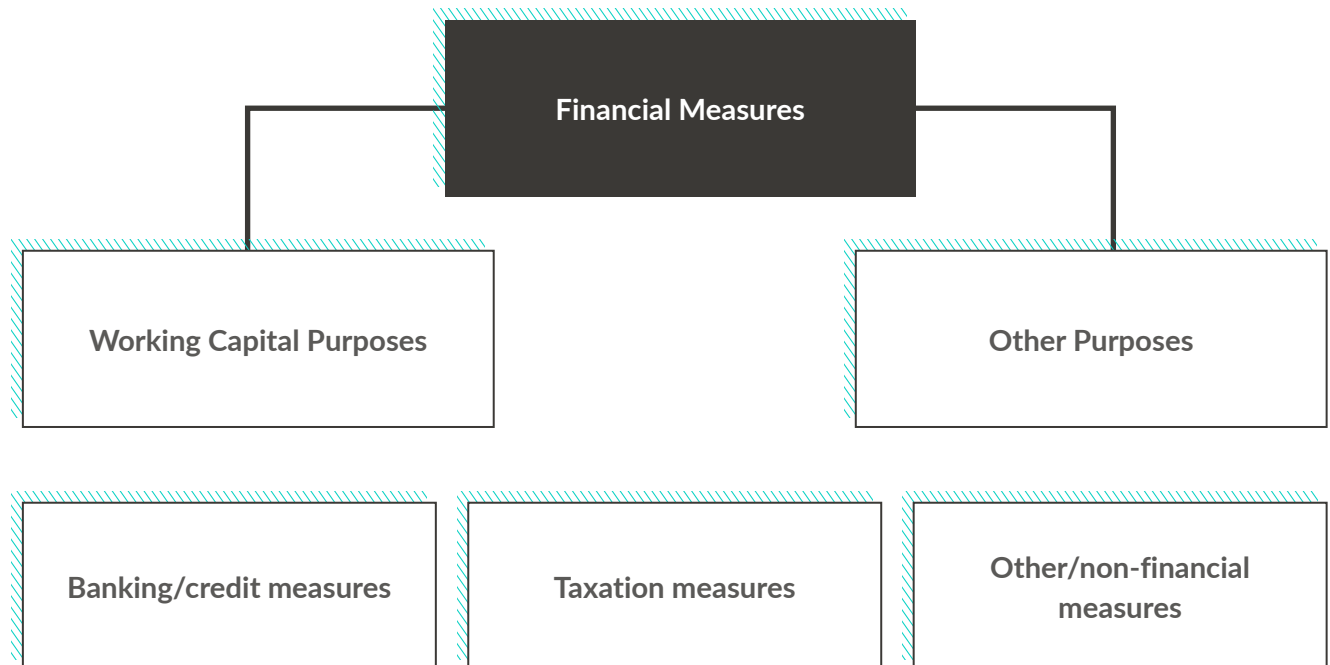 Financial Measures
Working Capital Purposes
Other Purposes
Banking/credit measures
Taxation measures
Other/non-financial
measures